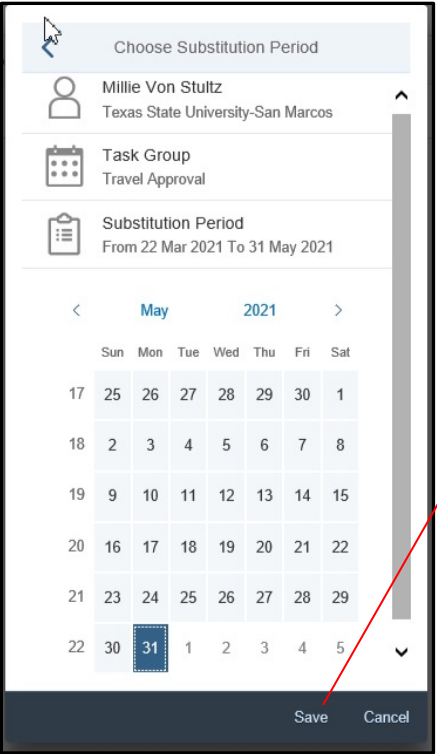 Choose Substitution Period
Millie Von Stultz
Texas State University-San Marcos
Task Group
Travel Approval
Substitution Period
From 22 Mar 2021 To 31 May 2021
May 2021
Sun Mon Tue Wed Thu Fri Sat
17 25 26 27 28 29 30 1
18 2 3 4 5 6 7 8
19 9 10 11 12 13 14 15
20 16 17 18 19 20 21 22
21 23 24 25 26 27 28 29
22 30 31 1 2 3 4 5
Save Cancel